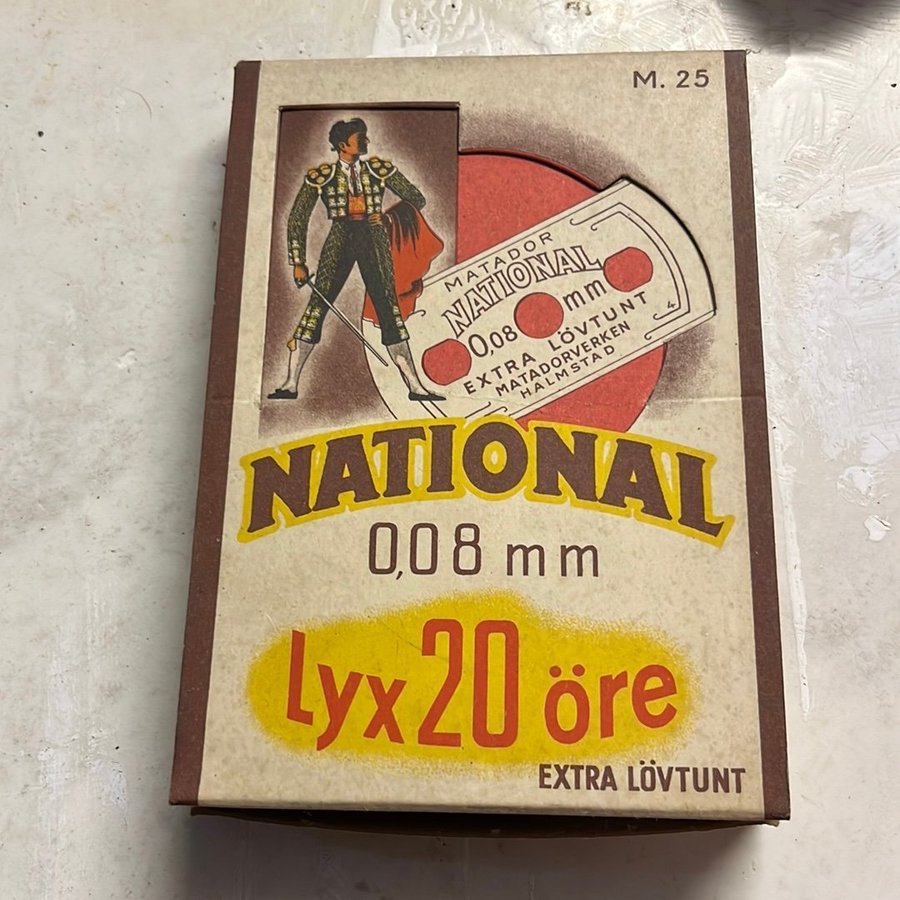 M. 25
MATADOR
NATIONAL
0,08 mm
EXTRA LÖVTUNT
MATADORVERKEN
HALMSTAD
4
NATIONAL
0,08 mm
Lyx 20 öre
EXTRA LÖVTUNT